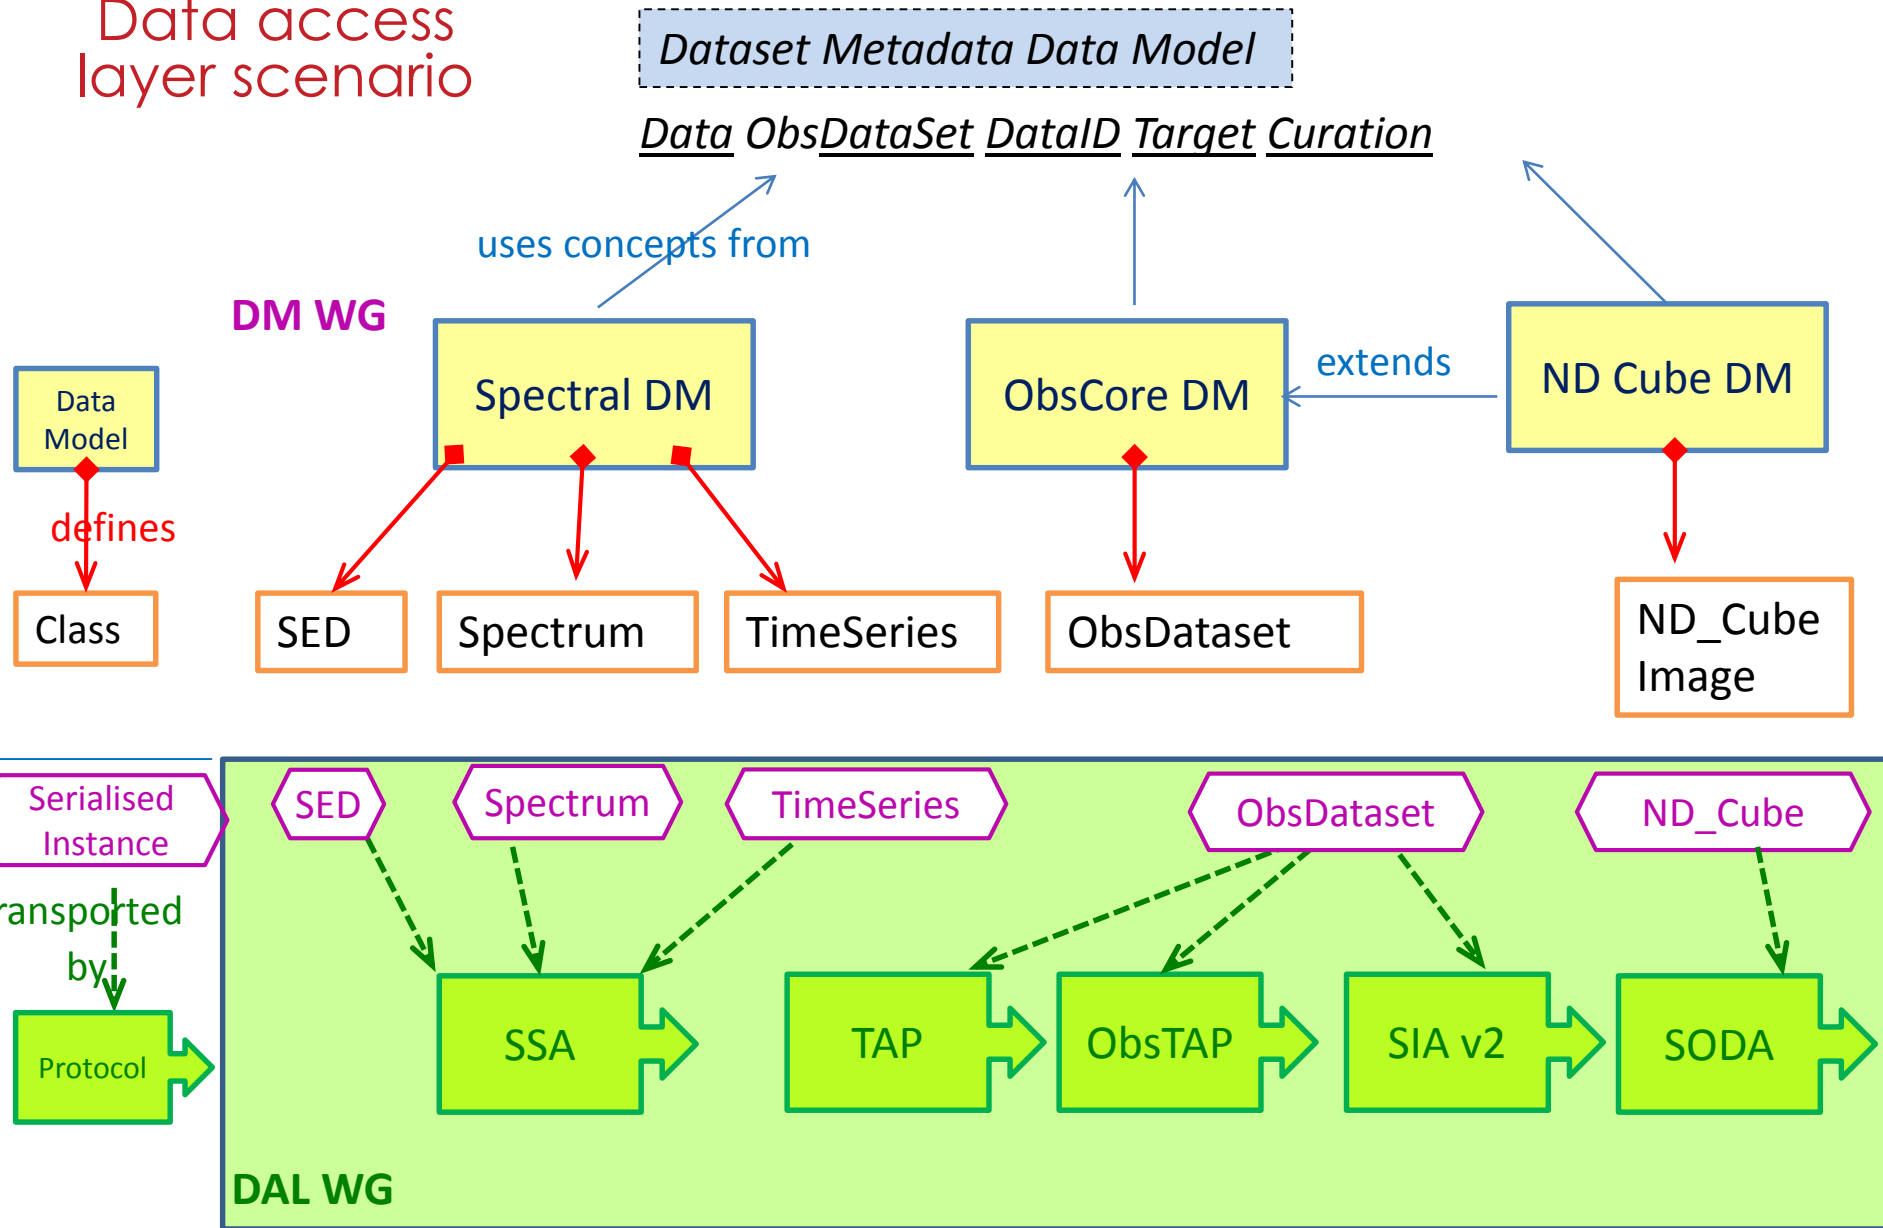 Data access
layer scenario
Dataset Metadata Data Model
Data ObsDataSet DataID Target Curation
uses concepts from
DM WG
Spectral DM
ObsCore DM
extends
ND Cube DM
Data
Model
defines
Class
SED
Spectrum
TimeSeries
ObsDataset
ND_Cube
Image
Serialised
Instance
SED
Spectrum
TimeSeries
ObsDataset
ND_Cube
ransported
by
Protocol
SSA
TAP
ObsTAP
SIA v2
SODA
DAL WG